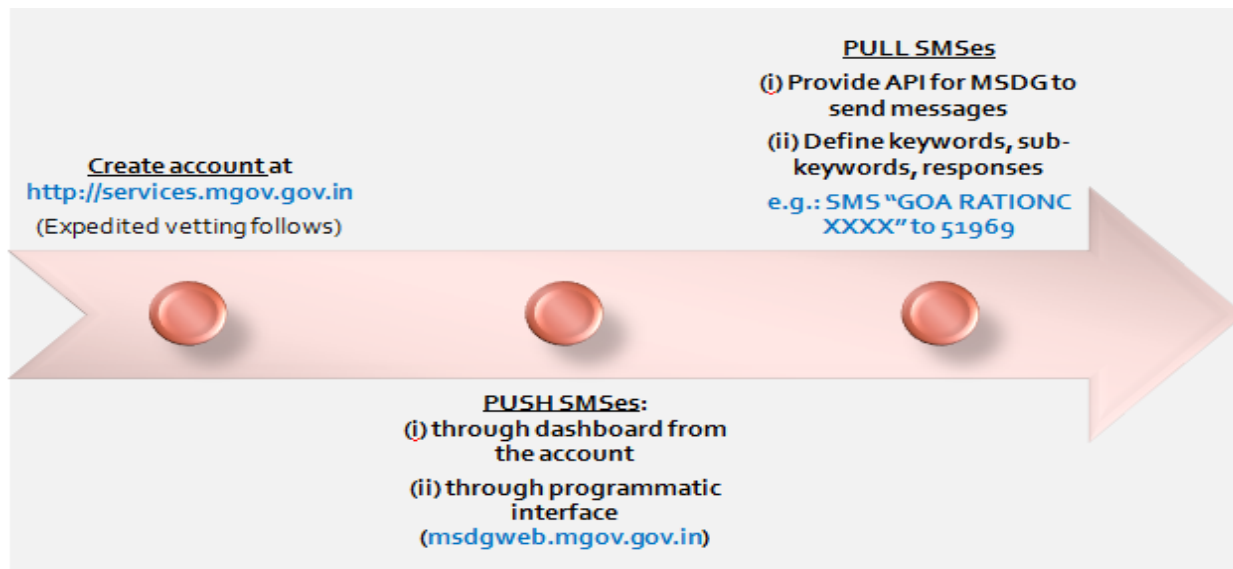 Create account at
http://services.mgov.gov.in
(Expedited vetting follows)
PUSH SMSes:
(i) through dashboard from
the account
(ii) through programmatic
interface
(msdgweb.mgov.gov.in)
PULL SMSes
(i) Provide API for MSDG to
send messages
(ii) Define keywords, sub-
keywords, responses
e.g.: SMS “GOA RATIONC
XXXX” to 51969